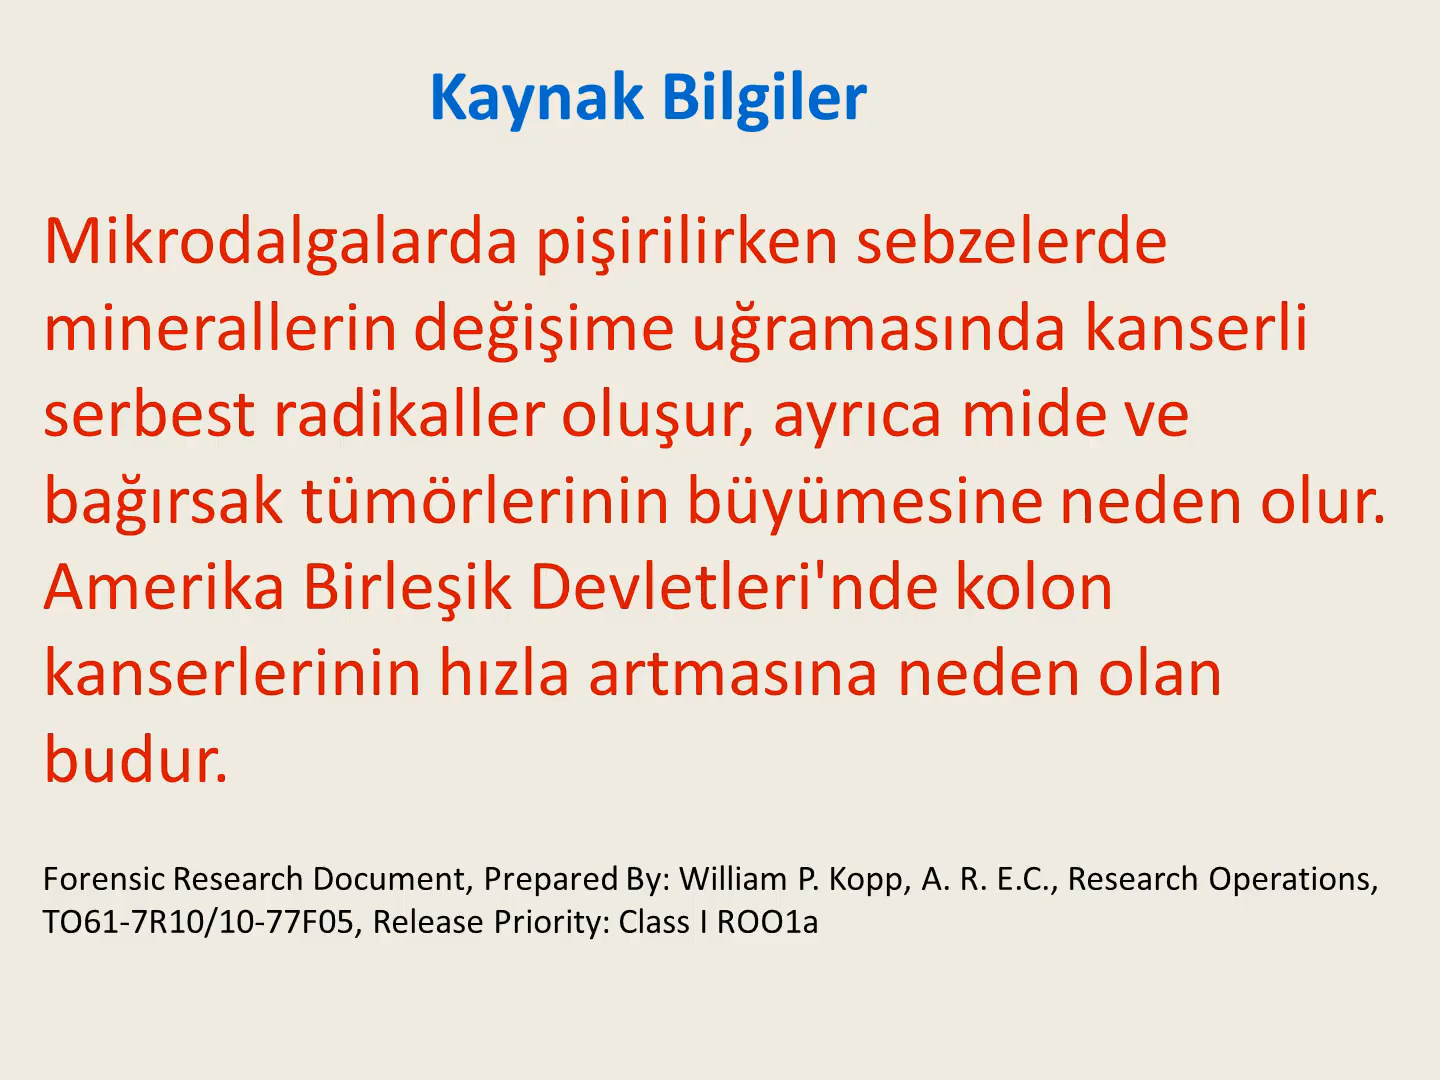 Kaynak Bilgiler
Mikrodalgalarda pişirilirken sebzelerde
minerallerin değişime uğramasında kanserli
serbest radikaller oluşur, ayrıca mide ve
bağırsak tümörlerinin büyümesine neden olur.
Amerika Birleşik Devletleri'nde kolon
kanserlerinin hızla artmasına neden olan
budur.
Forensic Research Document, Prepared By: William P. Kopp, A. R. E.C., Research Operations,
TO61-7R10/10-77F05, Release Priority: Class I ROO1a